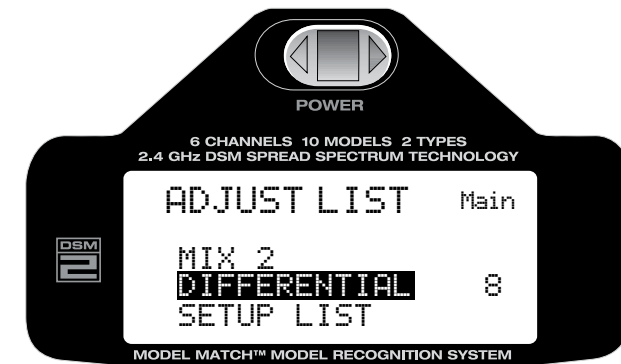 POWER
6 CHANNELS 10 MODELS 2 TYPES
2.4 GHz DSM SPREAD SPECTRUM TECHNOLOGY
ADJUST LIST Main
DSM
2
MIX 2
DIFFERENTIAL 8
SETUP LIST
MODEL MATCH™ MODEL RECOGNITION SYSTEM